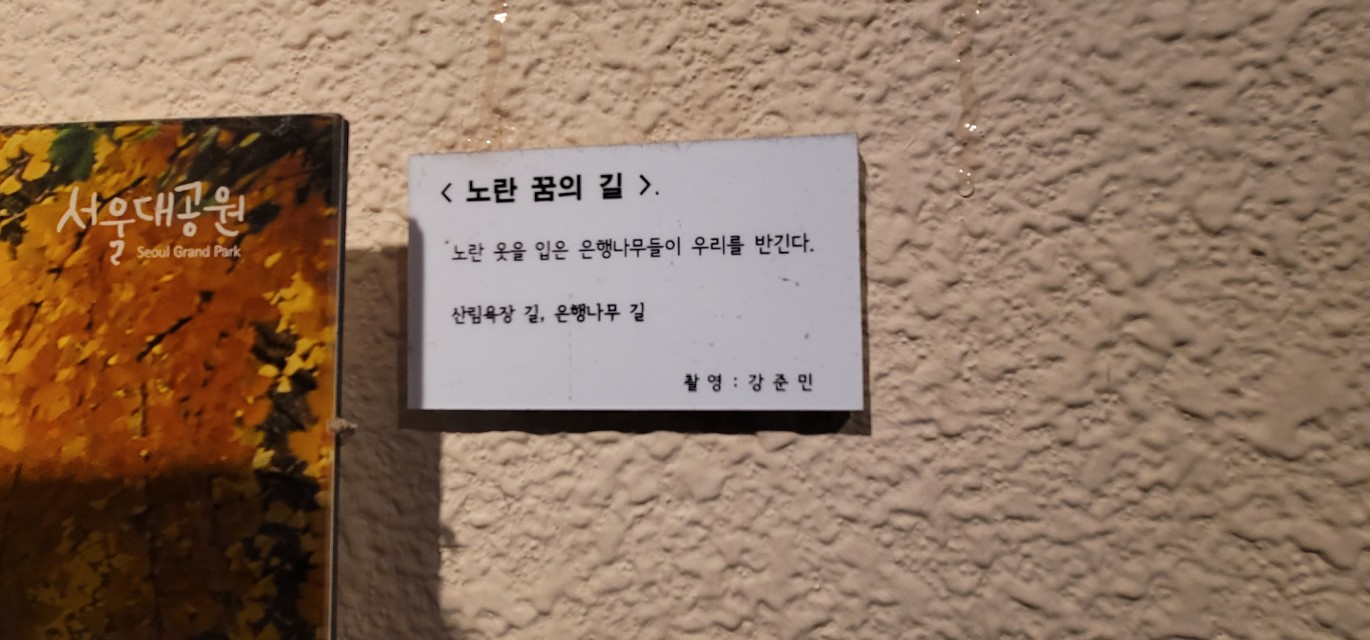 서울대공원
Seoul Grand Park
< 노란 꿈의 길 >.
노란 옷을 입은 은행나무들이 우리를 반긴다.
산림욕장 길, 은행나무 길
촬 영 : 강 준 민